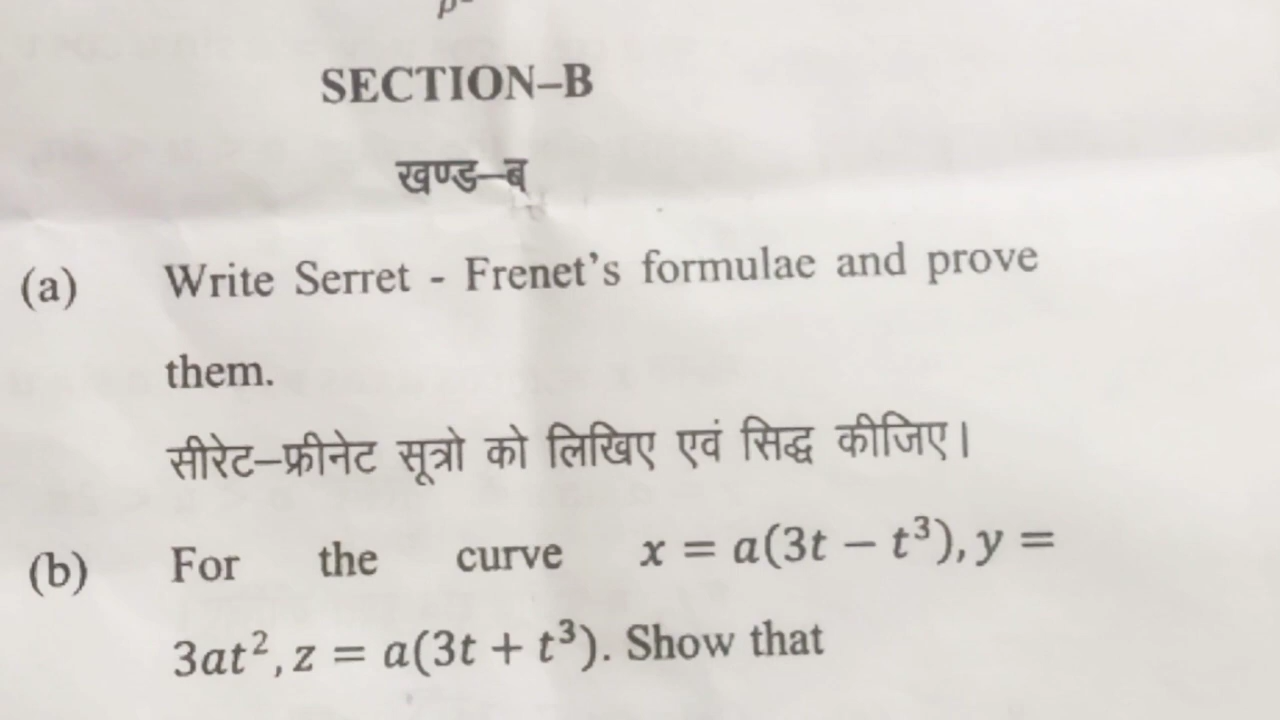 SECTION–B
खण्ड–ब
(a) Write Serret - Frenet's formulae and prove
them.
सीरेट–फ्रीनेट सूत्रो को लिखिए एवं सिद्ध कीजिए।
(b) For the curve x = a(3t − t³), y =
3at², z = a(3t + t³). Show that